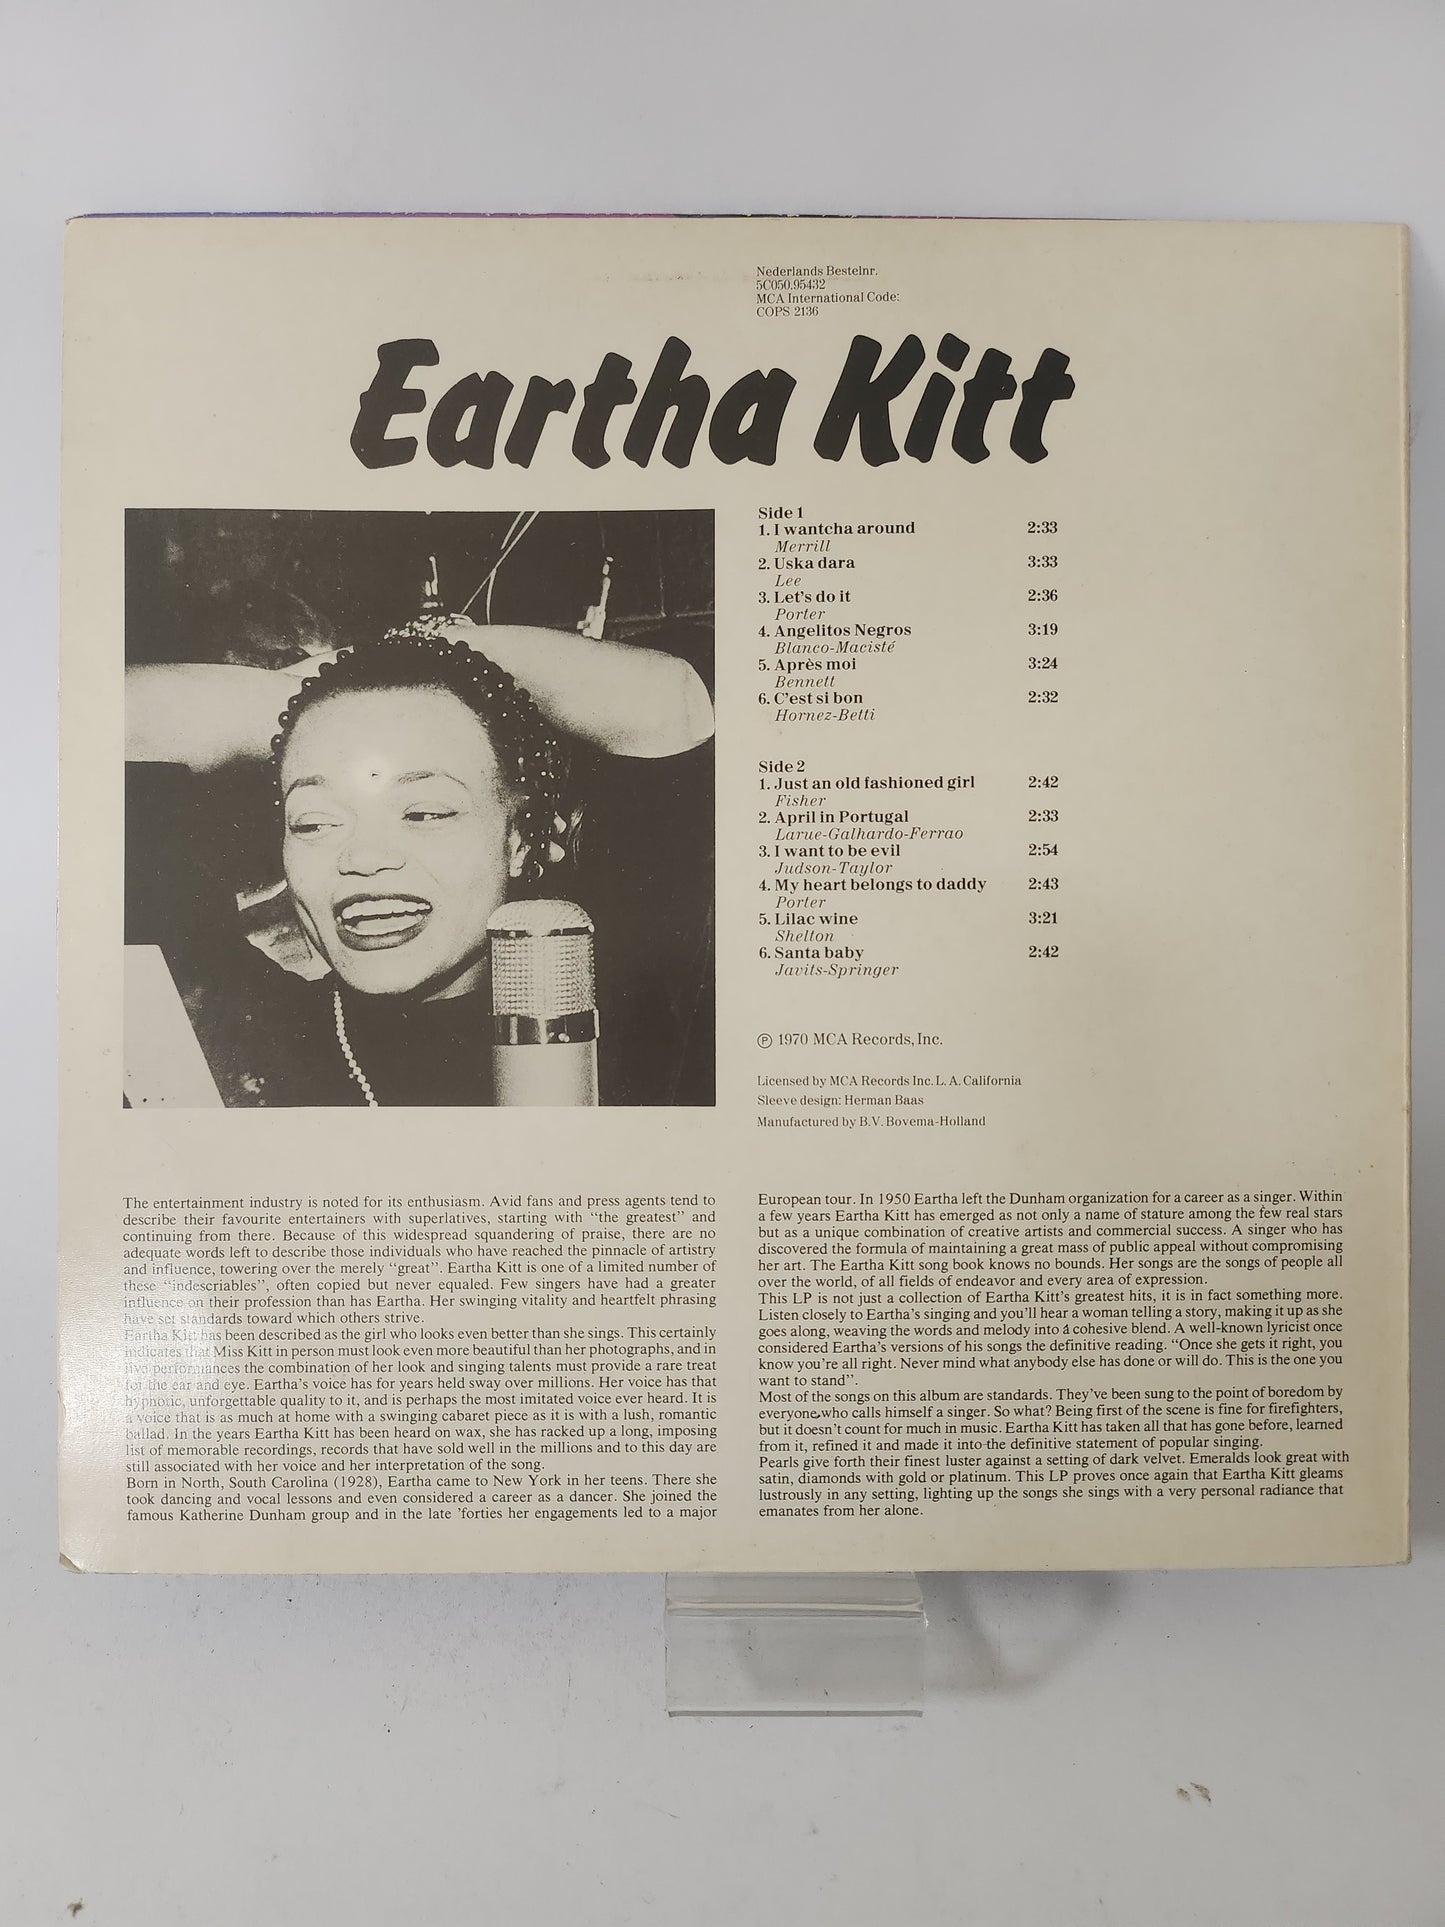 Nederlands Bestelnr.
5C050.95432
MCA International Code:
COPS 2136
Eartha Kitt
Side 1
1. I wantcha around 2:33
Merrill
2. Uska dara 3:33
Lee
3. Let's do it 2:36
Porter
4. Angelitos Negros 3:19
Blanco-Macisté
5. Après moi 3:24
Bennett
6. C'est si bon 2:32
Hornez-Betti
Side 2
1. Just an old fashioned girl 2:42
Fisher
2. April in Portugal 2:33
Larue-Galhardo-Ferrao
3. I want to be evil 2:54
Judson-Taylor
4. My heart belongs to daddy 2:43
Porter
5. Lilac wine 3:21
Shelton
6. Santa baby 2:42
Javits-Springer
℗ 1970 MCA Records, Inc.
Licensed by MCA Records Inc. L. A. California
Sleeve design: Herman Baas
Manufactured by B.V. Bovema-Holland
The entertainment industry is noted for its enthusiasm. Avid fans and press agents tend to
describe their favourite entertainers with superlatives, starting with "the greatest" and
continuing from there. Because of this widespread squandering of praise, there are no
adequate words left to describe those individuals who have reached the pinnacle of artistry
and influence, towering over the merely "great". Eartha Kitt is one of a limited number of
these "indescriables", often copied but never equaled. Few singers have had a greater
influence on their profession than has Eartha. Her swinging vitality and heartfelt phrasing
have set standards toward which others strive.
Eartha Kitt has been described as the girl who looks even better than she sings. This certainly
indicates that Miss Kitt in person must look even more beautiful than her photographs, and in
live performances the combination of her look and singing talents must provide a rare treat
for the ear and eye. Eartha's voice has for years held sway over millions. Her voice has that
hypnotic, unforgettable quality to it, and is perhaps the most imitated voice ever heard. It is
a voice that is as much at home with a swinging cabaret piece as it is with a lush, romantic
ballad. In the years Eartha Kitt has been heard on wax, she has racked up a long, imposing
list of memorable recordings, records that have sold well in the millions and to this day are
still associated with her voice and her interpretation of the song.
Born in North, South Carolina (1928), Eartha came to New York in her teens. There she
took dancing and vocal lessons and even considered a career as a dancer. She joined the
famous Katherine Dunham group and in the late 'forties her engagements led to a major
European tour. In 1950 Eartha left the Dunham organization for a career as a singer. Within
a few years Eartha Kitt has emerged as not only a name of stature among the few real stars
but as a unique combination of creative artists and commercial success. A singer who has
discovered the formula of maintaining a great mass of public appeal without compromising
her art. The Eartha Kitt song book knows no bounds. Her songs are the songs of people all
over the world, of all fields of endeavor and every area of expression.
This LP is not just a collection of Eartha Kitt's greatest hits, it is in fact something more.
Listen closely to Eartha's singing and you'll hear a woman telling a story, making it up as she
goes along, weaving the words and melody into a cohesive blend. A well-known lyricist once
considered Eartha's versions of his songs the definitive reading. "Once she gets it right, you
know you're all right. Never mind what anybody else has done or will do. This is the one you
want to stand".
Most of the songs on this album are standards. They've been sung to the point of boredom by
everyone who calls himself a singer. So what? Being first of the scene is fine for firefighters,
but it doesn't count for much in music. Eartha Kitt has taken all that has gone before, learned
from it, refined it and made it into the definitive statement of popular singing.
Pearls give forth their finest luster against a setting of dark velvet. Emeralds look great with
satin, diamonds with gold or platinum. This LP proves once again that Eartha Kitt gleams
lustrously in any setting, lighting up the songs she sings with a very personal radiance that
emanates from her alone.